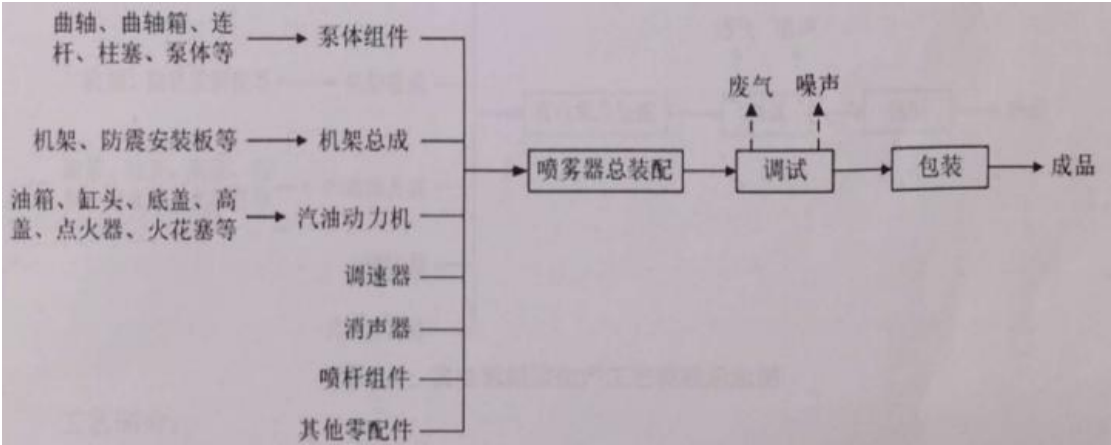 曲轴、曲轴箱、连
杆、柱塞、泵体等
泵体组件
废气 噪声
机架、防震安装板等
机架总成
喷雾器总装配
调试
包装
成品
油箱、缸头、底盖、高
盖、点火器、火花塞等
汽油动力机
调速器
消声器
喷杆组件
其他零配件